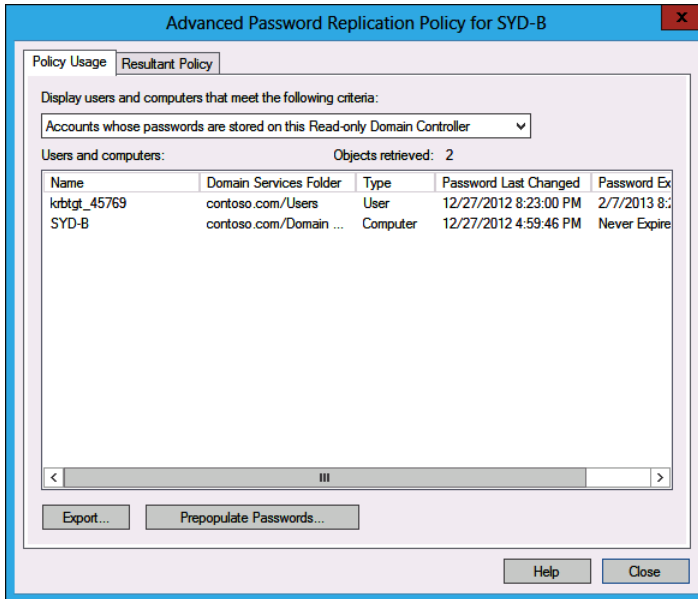 Advanced Password Replication Policy for SYD-B
x
Policy Usage Resultant Policy
Display users and computers that meet the following criteria:
Accounts whose passwords are stored on this Read-only Domain Controller
Users and computers: Objects retrieved: 2
Name Domain Services Folder Type Password Last Changed Password Ex
krbtgt_45769 contoso.com/Users User 12/27/2012 8:23:00 PM 2/7/2013 8:2
SYD-B contoso.com/Domain ... Computer 12/27/2012 4:59:46 PM Never Expire
Export... Prepopulate Passwords...
Help Close